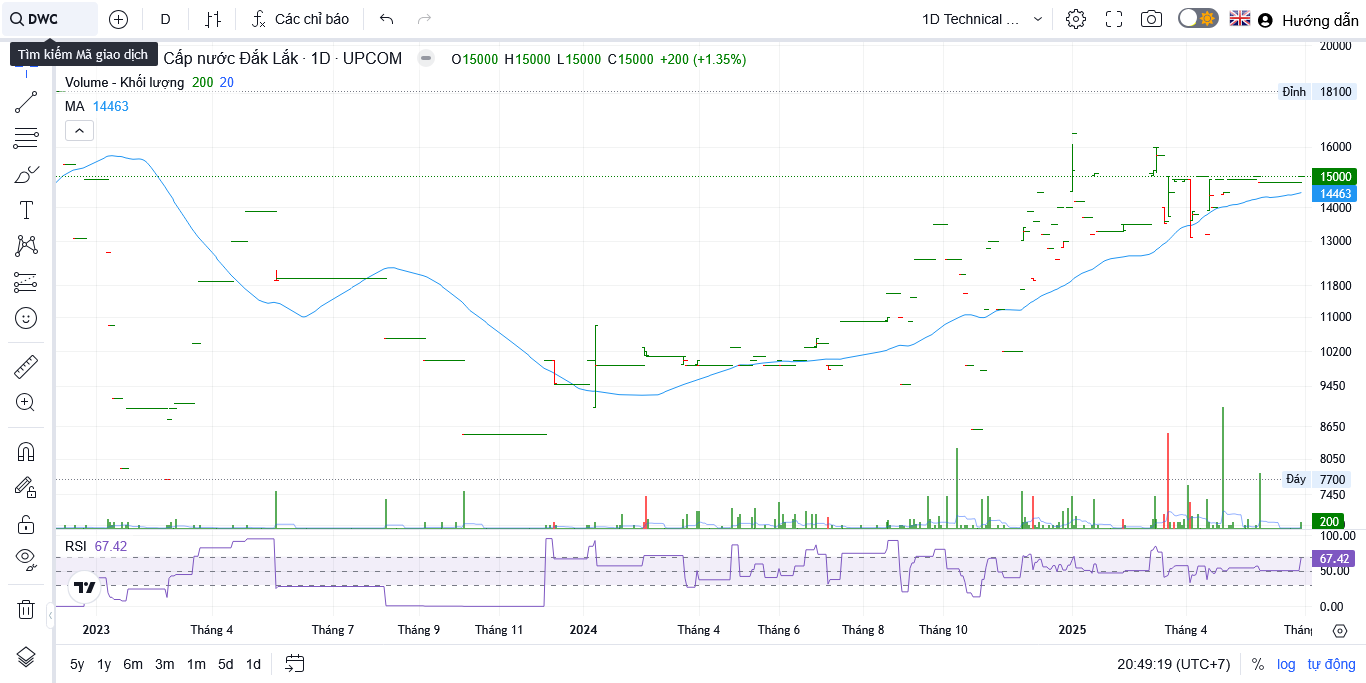 DWC D Các chỉ báo 1D Technical ... Hướng dẫn
Tìm kiếm Mã giao dịch
Cấp nước Đắk Lắk · 1D · UPCOM O15000 H15000 L15000 C15000 +200 (+1.35%)
Volume - Khối lượng 200 20
MA 14463
20000
Đỉnh 18100
16000
15000
14463
14000
13000
11800
11000
10200
9450
8650
8050
Đáy 7700
7450
200
RSI 67.42
100.00
67.42
50.00
0.00
2023 Tháng 4 Tháng 7 Tháng 9 Tháng 11 2024 Tháng 4 Tháng 6 Tháng 8 Tháng 10 2025 Tháng 4
5y 1y 6m 3m 1m 5d 1d 20:49:19 (UTC+7) % log tự động